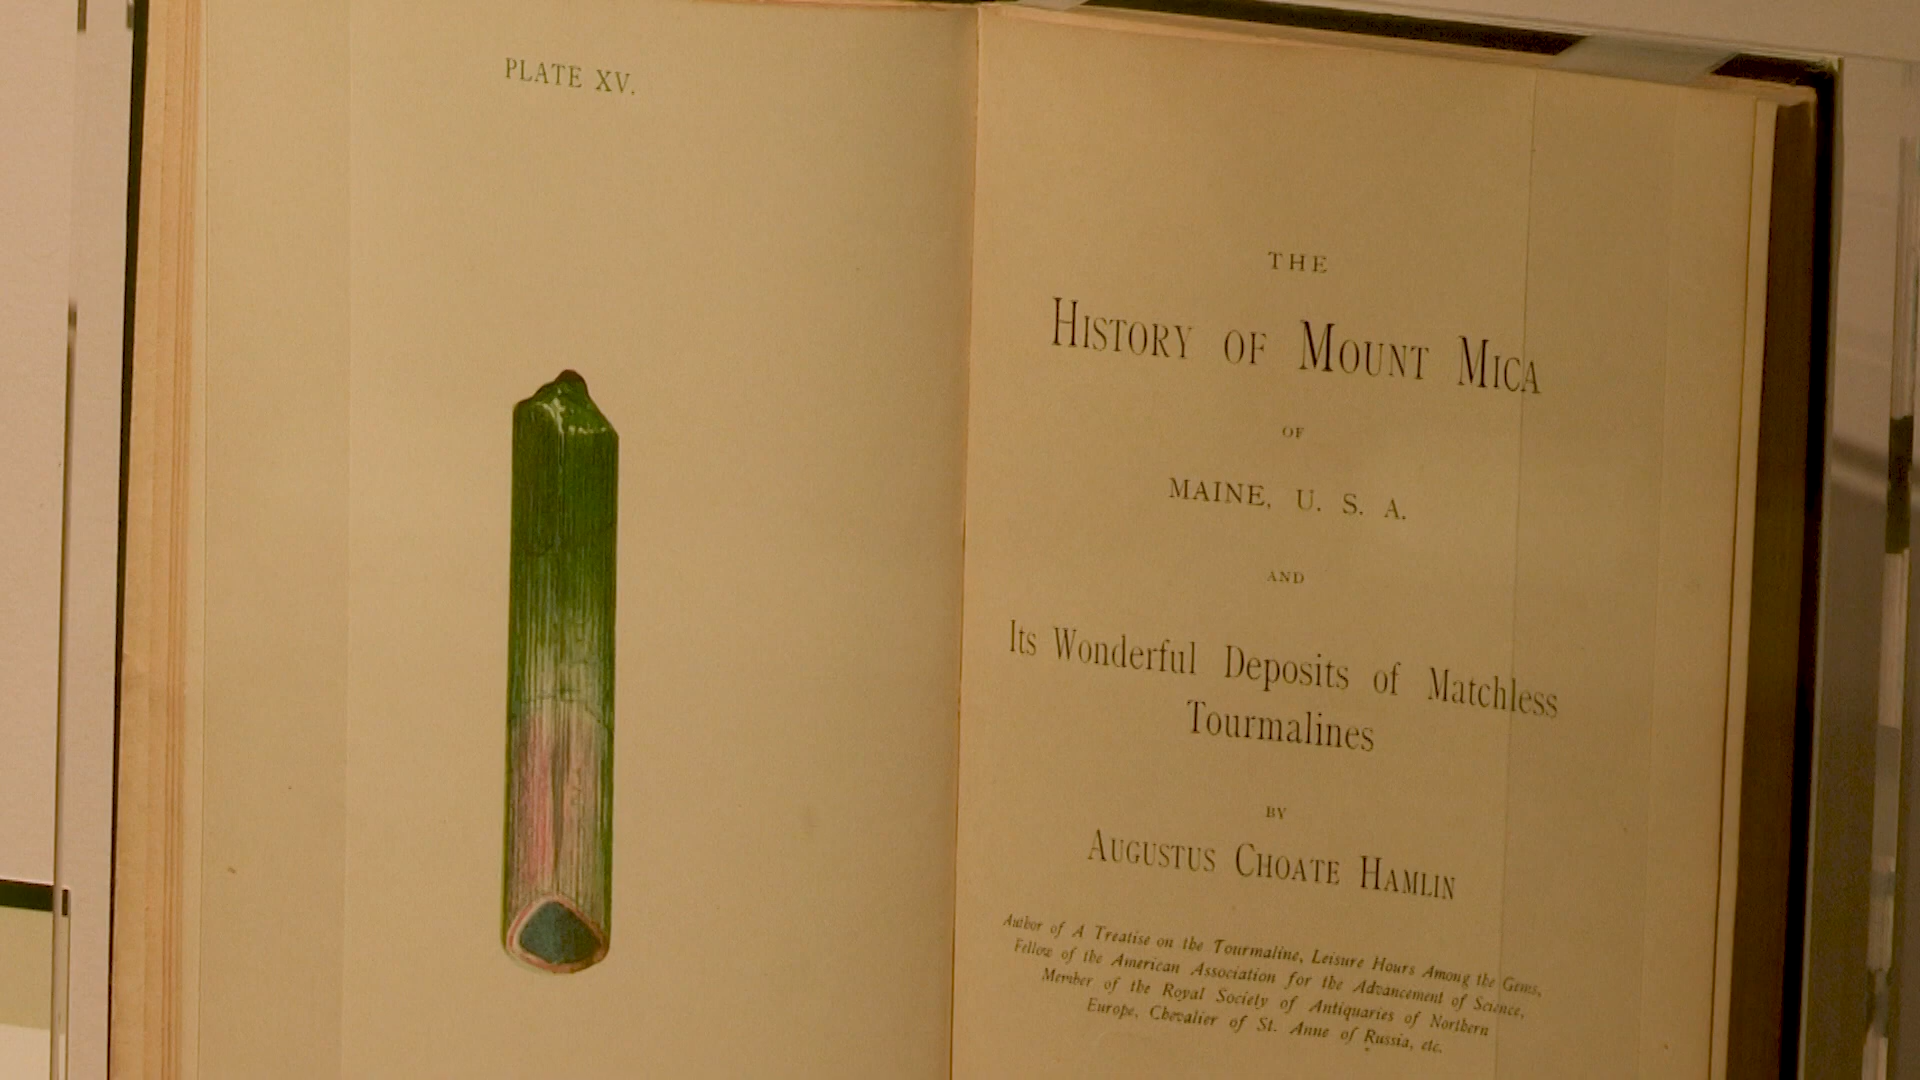 PLATE XV.
THE
HISTORY OF MOUNT MICA
OF
MAINE, U. S. A.
AND
Its Wonderful Deposits of Matchless
Tourmalines
BY
AUGUSTUS CHOATE HAMLIN
Author of A Treatise on the Tourmaline, Leisure Hours Among the Gems,
Fellow of the American Association for the Advancement of Science,
Member of the Royal Society of Antiquaries of Northern
Europe, Chevalier of St. Anne of Russia, etc.